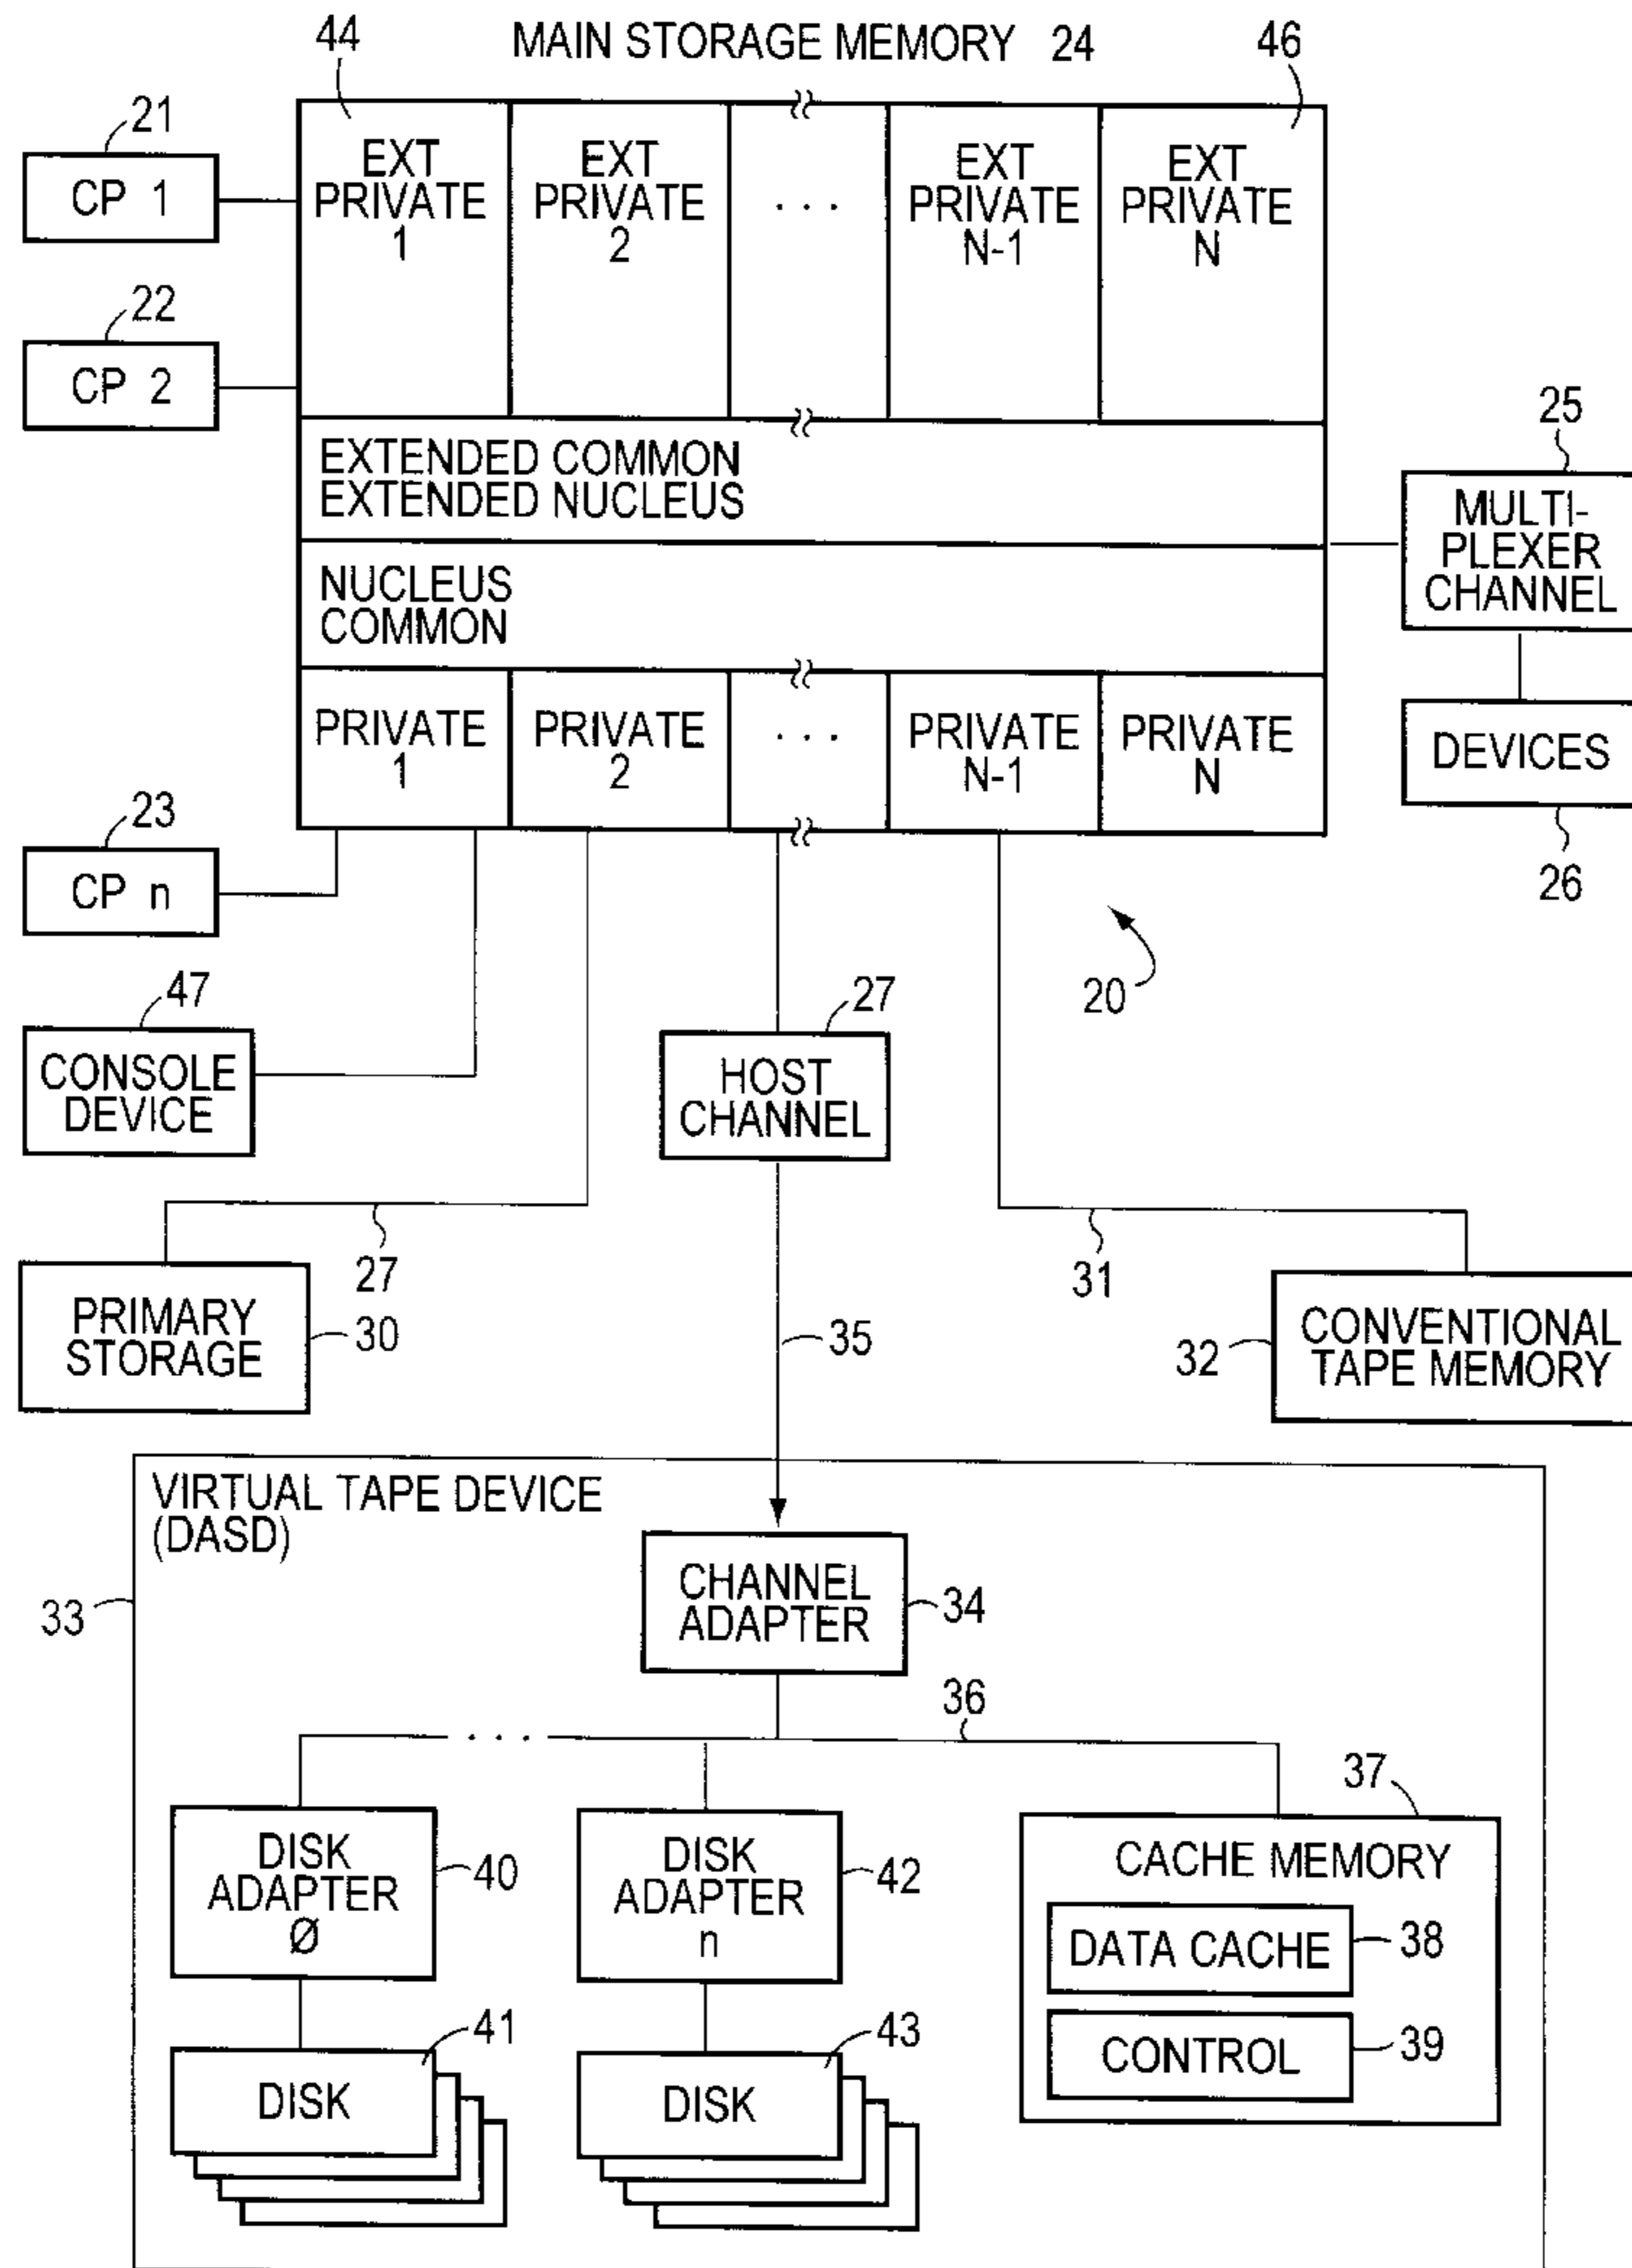 44
MAIN STORAGE MEMORY 24
46
21
CP 1
EXT
PRIVATE
1
EXT
PRIVATE
2
. . .
EXT
PRIVATE
N-1
EXT
PRIVATE
N
22
CP 2
EXTENDED COMMON
EXTENDED NUCLEUS
25
MULTI-
PLEXER
CHANNEL
NUCLEUS
COMMON
PRIVATE
1
PRIVATE
2
. . .
PRIVATE
N-1
PRIVATE
N
DEVICES
26
23
CP n
20
47
CONSOLE
DEVICE
27
HOST
CHANNEL
27
31
PRIMARY
STORAGE
30
35
32
CONVENTIONAL
TAPE MEMORY
VIRTUAL TAPE DEVICE
(DASD)
33
CHANNEL
ADAPTER
34
36
. . .
37
DISK
ADAPTER
Ø
40
DISK
ADAPTER
n
42
CACHE MEMORY
DATA CACHE
38
CONTROL
39
41
DISK
43
DISK